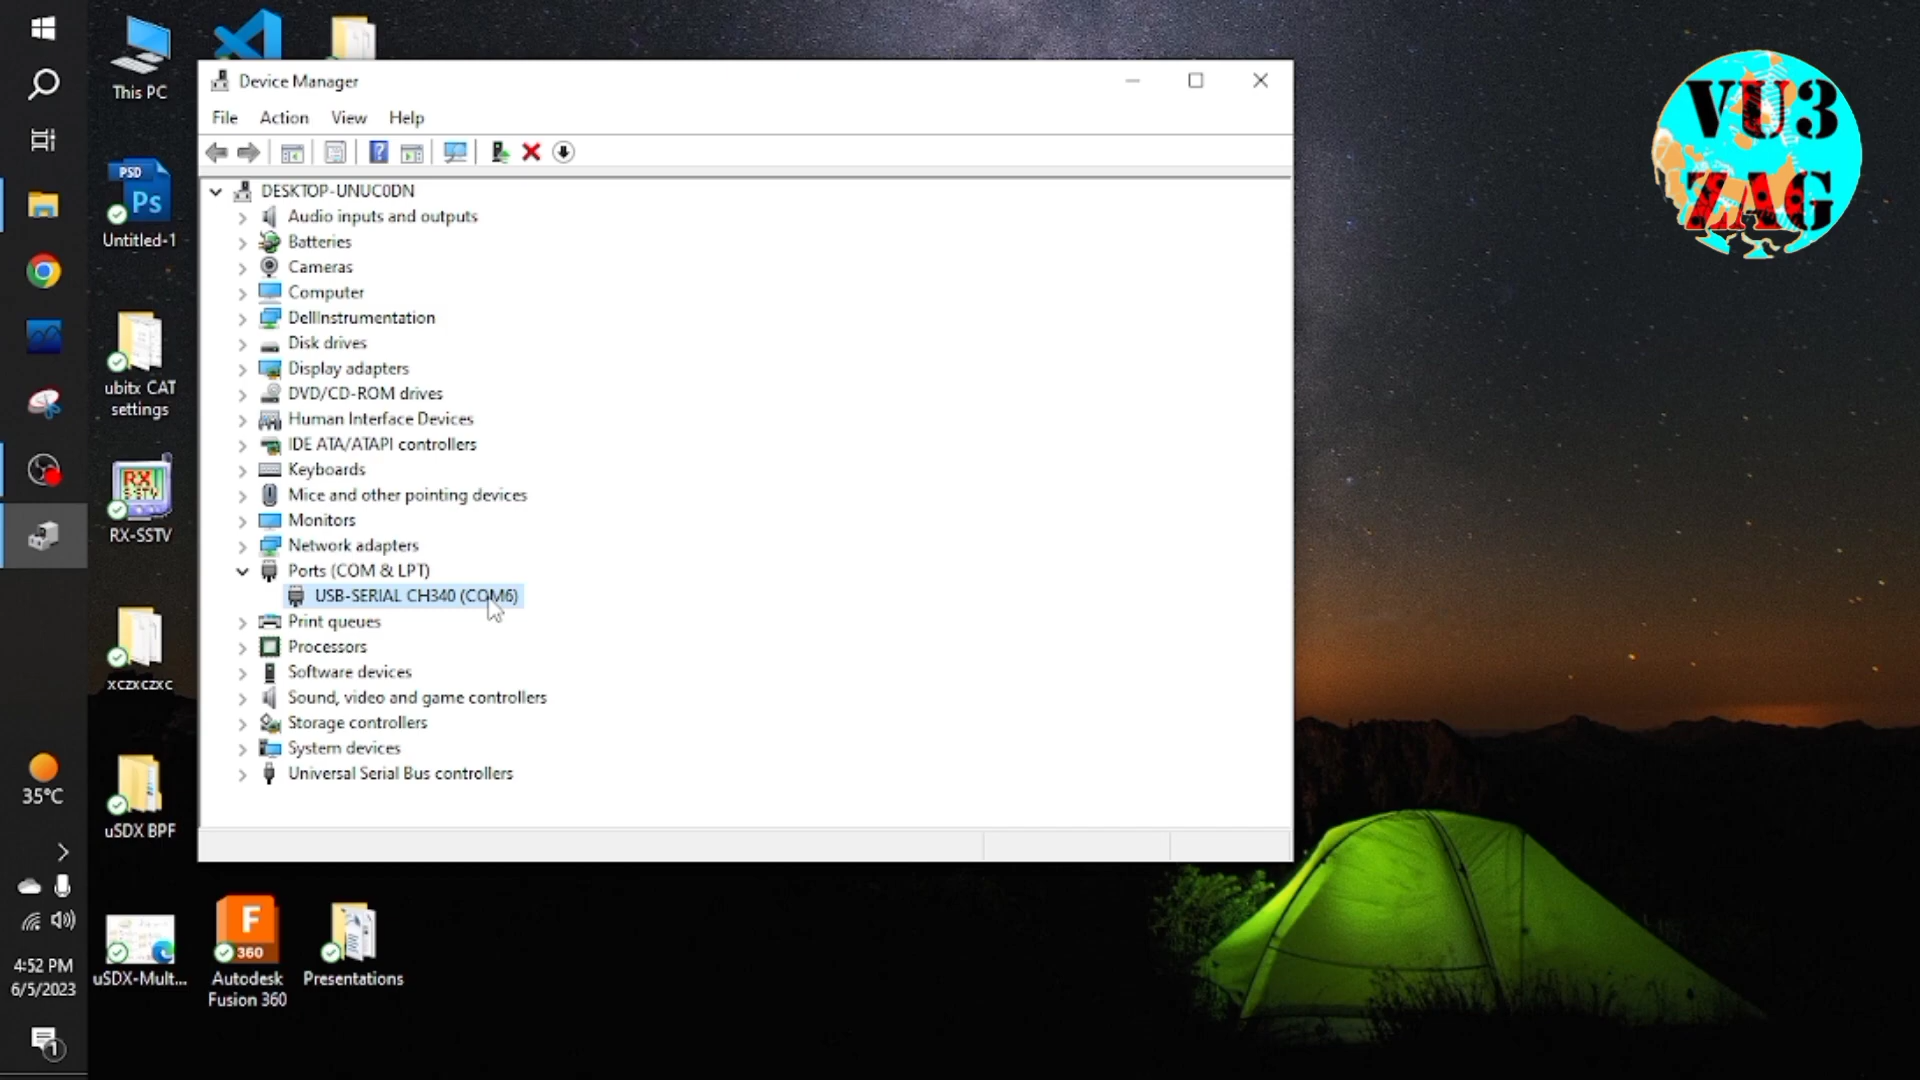 This PC
PSD
Ps
Untitled-1
ubitx CAT
settings
RX
SSTV
RX-SSTV
xczxczxc
uSDX BPF
uSDX-Mult...
F
360
Autodesk
Fusion 360
Presentations
35°C
4:52 PM
6/5/2023
1
Device Manager
File Action View Help
DESKTOP-UNUC0DN
Audio inputs and outputs
Batteries
Cameras
Computer
DellInstrumentation
Disk drives
Display adapters
DVD/CD-ROM drives
Human Interface Devices
IDE ATA/ATAPI controllers
Keyboards
Mice and other pointing devices
Monitors
Network adapters
Ports (COM & LPT)
USB-SERIAL CH340 (COM6)
Print queues
Processors
Software devices
Sound, video and game controllers
Storage controllers
System devices
Universal Serial Bus controllers
VU3
ZAG